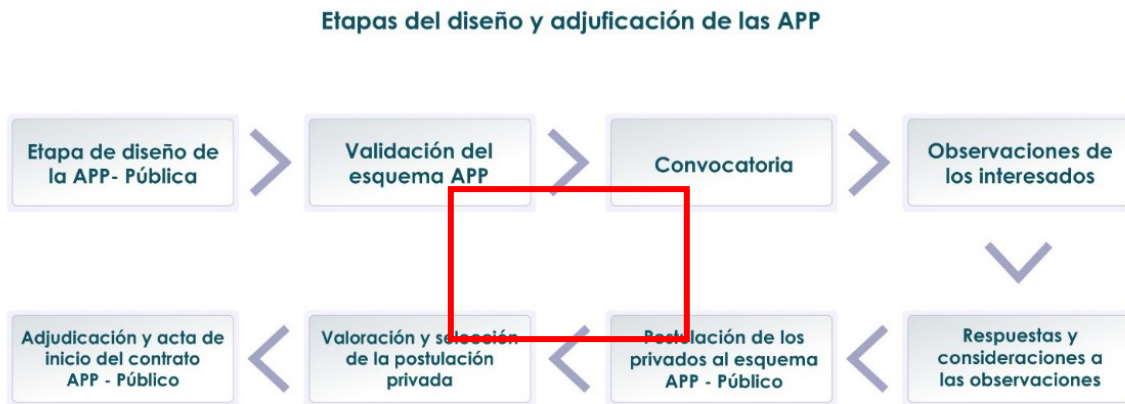 Etapas del diseño y adjuficación de las APP
Etapa de diseño de
la APP- Pública
Validación del
esquema APP
Convocatoria
Observaciones de
los interesados
Respuestas y
consideraciones a
las observaciones
Postulación de los
privados al esquema
APP - Público
Valoración y selección
de la postulación
privada
Adjudicación y acta de
inicio del contrato
APP - Público